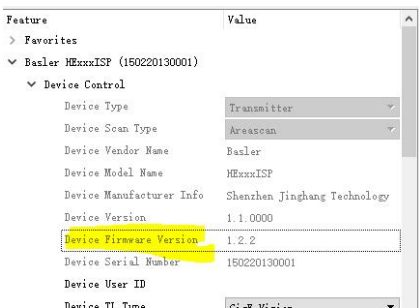 Feature Value
Favorites
Basler HExxxISP (150220130001)
Device Control
Device Type Transmitter
Device Scan Type Areascan
Device Vendor Name Basler
Device Model Name HExxxISP
Device Manufacturer Info Shenzhen Jinghang Technology
Device Version 1.1.0000
Device Firmware Version 1.2.2
Device Serial Number 150220130001
Device User ID
Device TL Type GigE Vision